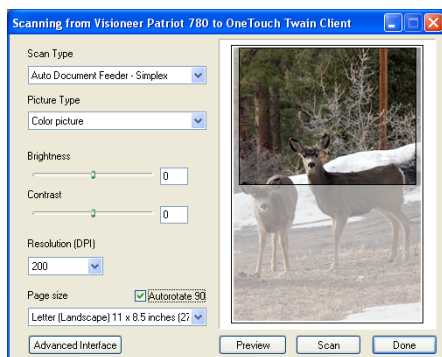 Scanning from Visioneer Patriot 780 to OneTouch Twain Client
Scan Type
Auto Document Feeder - Simplex
Picture Type
Color picture
Brightness
0
Contrast
0
Resolution (DPI)
200
Page size
Autorotate 90
Letter (Landscape) 11 x 8.5 inches (27
Advanced Interface
Preview
Scan
Done